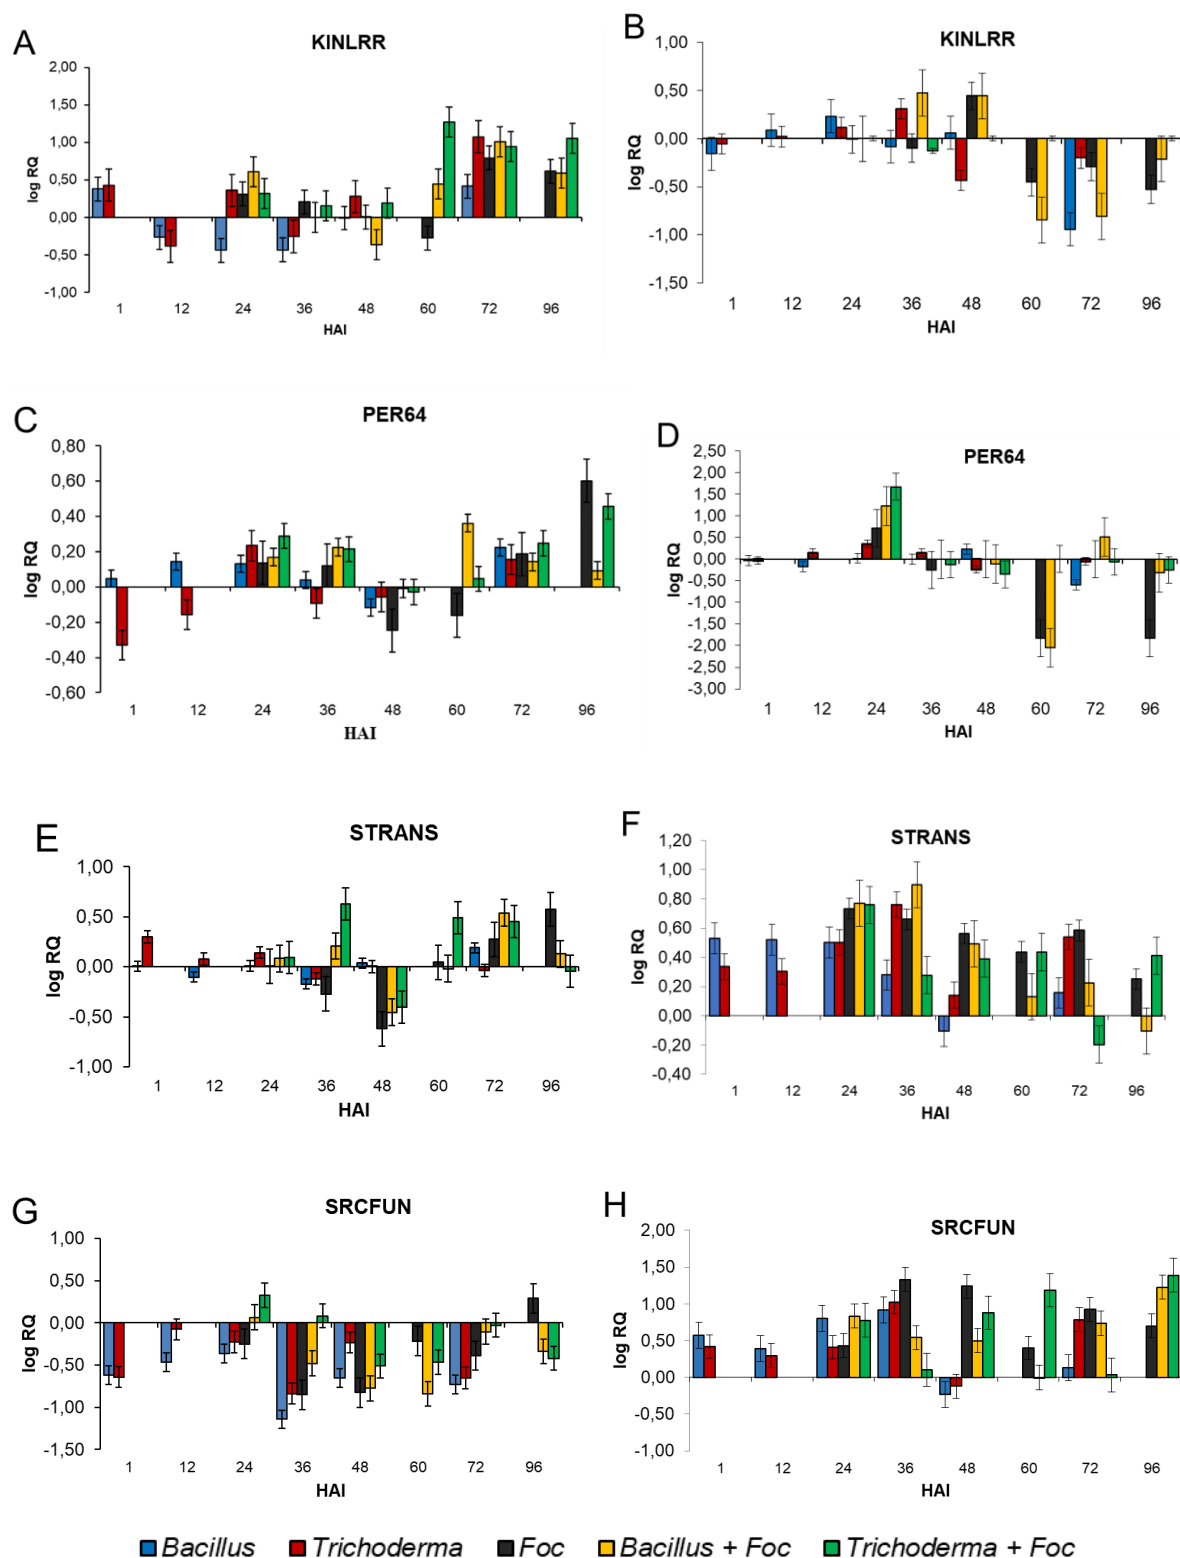 A
KINLRR
log RQ
2,00
1,50
1,00
0,50
0,00
-0,50
-1,00
1 12 24 36 48 60 72 96
HAI
B
KINLRR
log RQ
1,00
0,50
0,00
-0,50
-1,00
-1,50
1 12 24 36 48 60 72 96
HAI
C
PER64
log RQ
0,80
0,60
0,40
0,20
0,00
-0,20
-0,40
-0,60
1 12 24 36 48 60 72 96
HAI
D
PER64
log RQ
2,50
2,00
1,50
1,00
0,50
0,00
-0,50
-1,00
-1,50
-2,00
-2,50
-3,00
1 12 24 36 48 60 72 96
HAI
E
STRANS
log RQ
1,00
0,50
0,00
-0,50
-1,00
1 12 24 36 48 60 72 96
HAI
F
STRANS
log RQ
1,20
1,00
0,80
0,60
0,40
0,20
0,00
-0,20
-0,40
1 12 24 36 48 60 72 96
HAI
G
SRCFUN
log RQ
1,00
0,50
0,00
-0,50
-1,00
-1,50
1 12 24 36 48 60 72 96
HAI
H
SRCFUN
log RQ
2,00
1,50
1,00
0,50
0,00
-0,50
-1,00
1 12 24 36 48 60 72 96
HAI
Bacillus Trichoderma Foc Bacillus + Foc Trichoderma + Foc